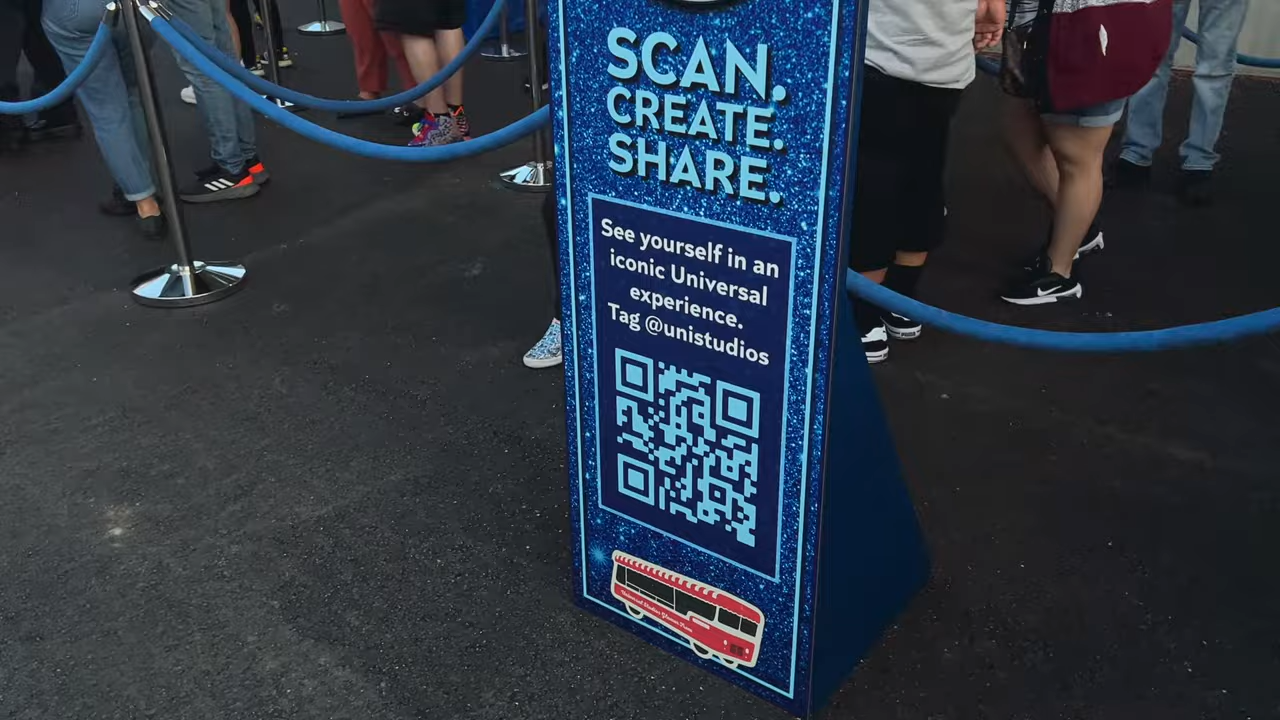 SCAN.
CREATE.
SHARE.
See yourself in an
iconic Universal
experience.
Tag @unistudios